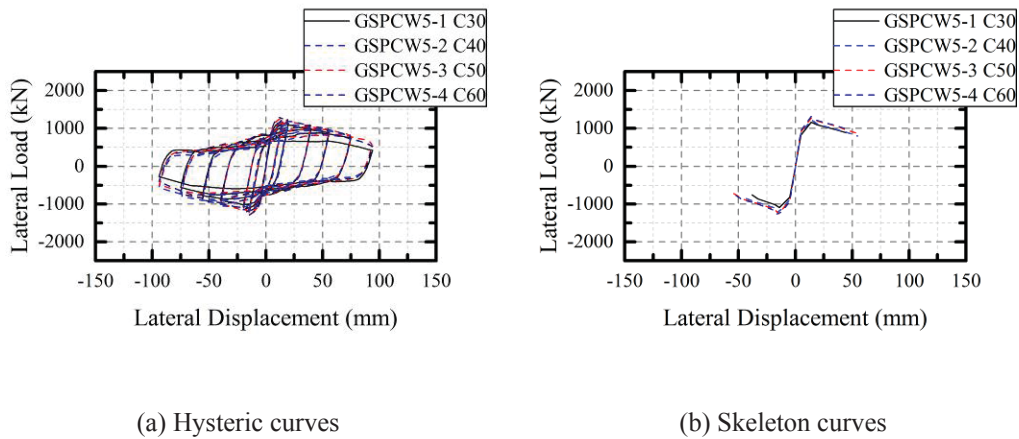 GSPCW5-1 C30
GSPCW5-2 C40
GSPCW5-3 C50
GSPCW5-4 C60
Lateral Load (kN)
2000
1000
0
-1000
-2000
-150 -100 -50 0 50 100 150
Lateral Displacement (mm)
(a) Hysteric curves
GSPCW5-1 C30
GSPCW5-2 C40
GSPCW5-3 C50
GSPCW5-4 C60
Lateral Load (kN)
2000
1000
0
-1000
-2000
-150 -100 -50 0 50 100 150
Lateral Displacement (mm)
(b) Skeleton curves